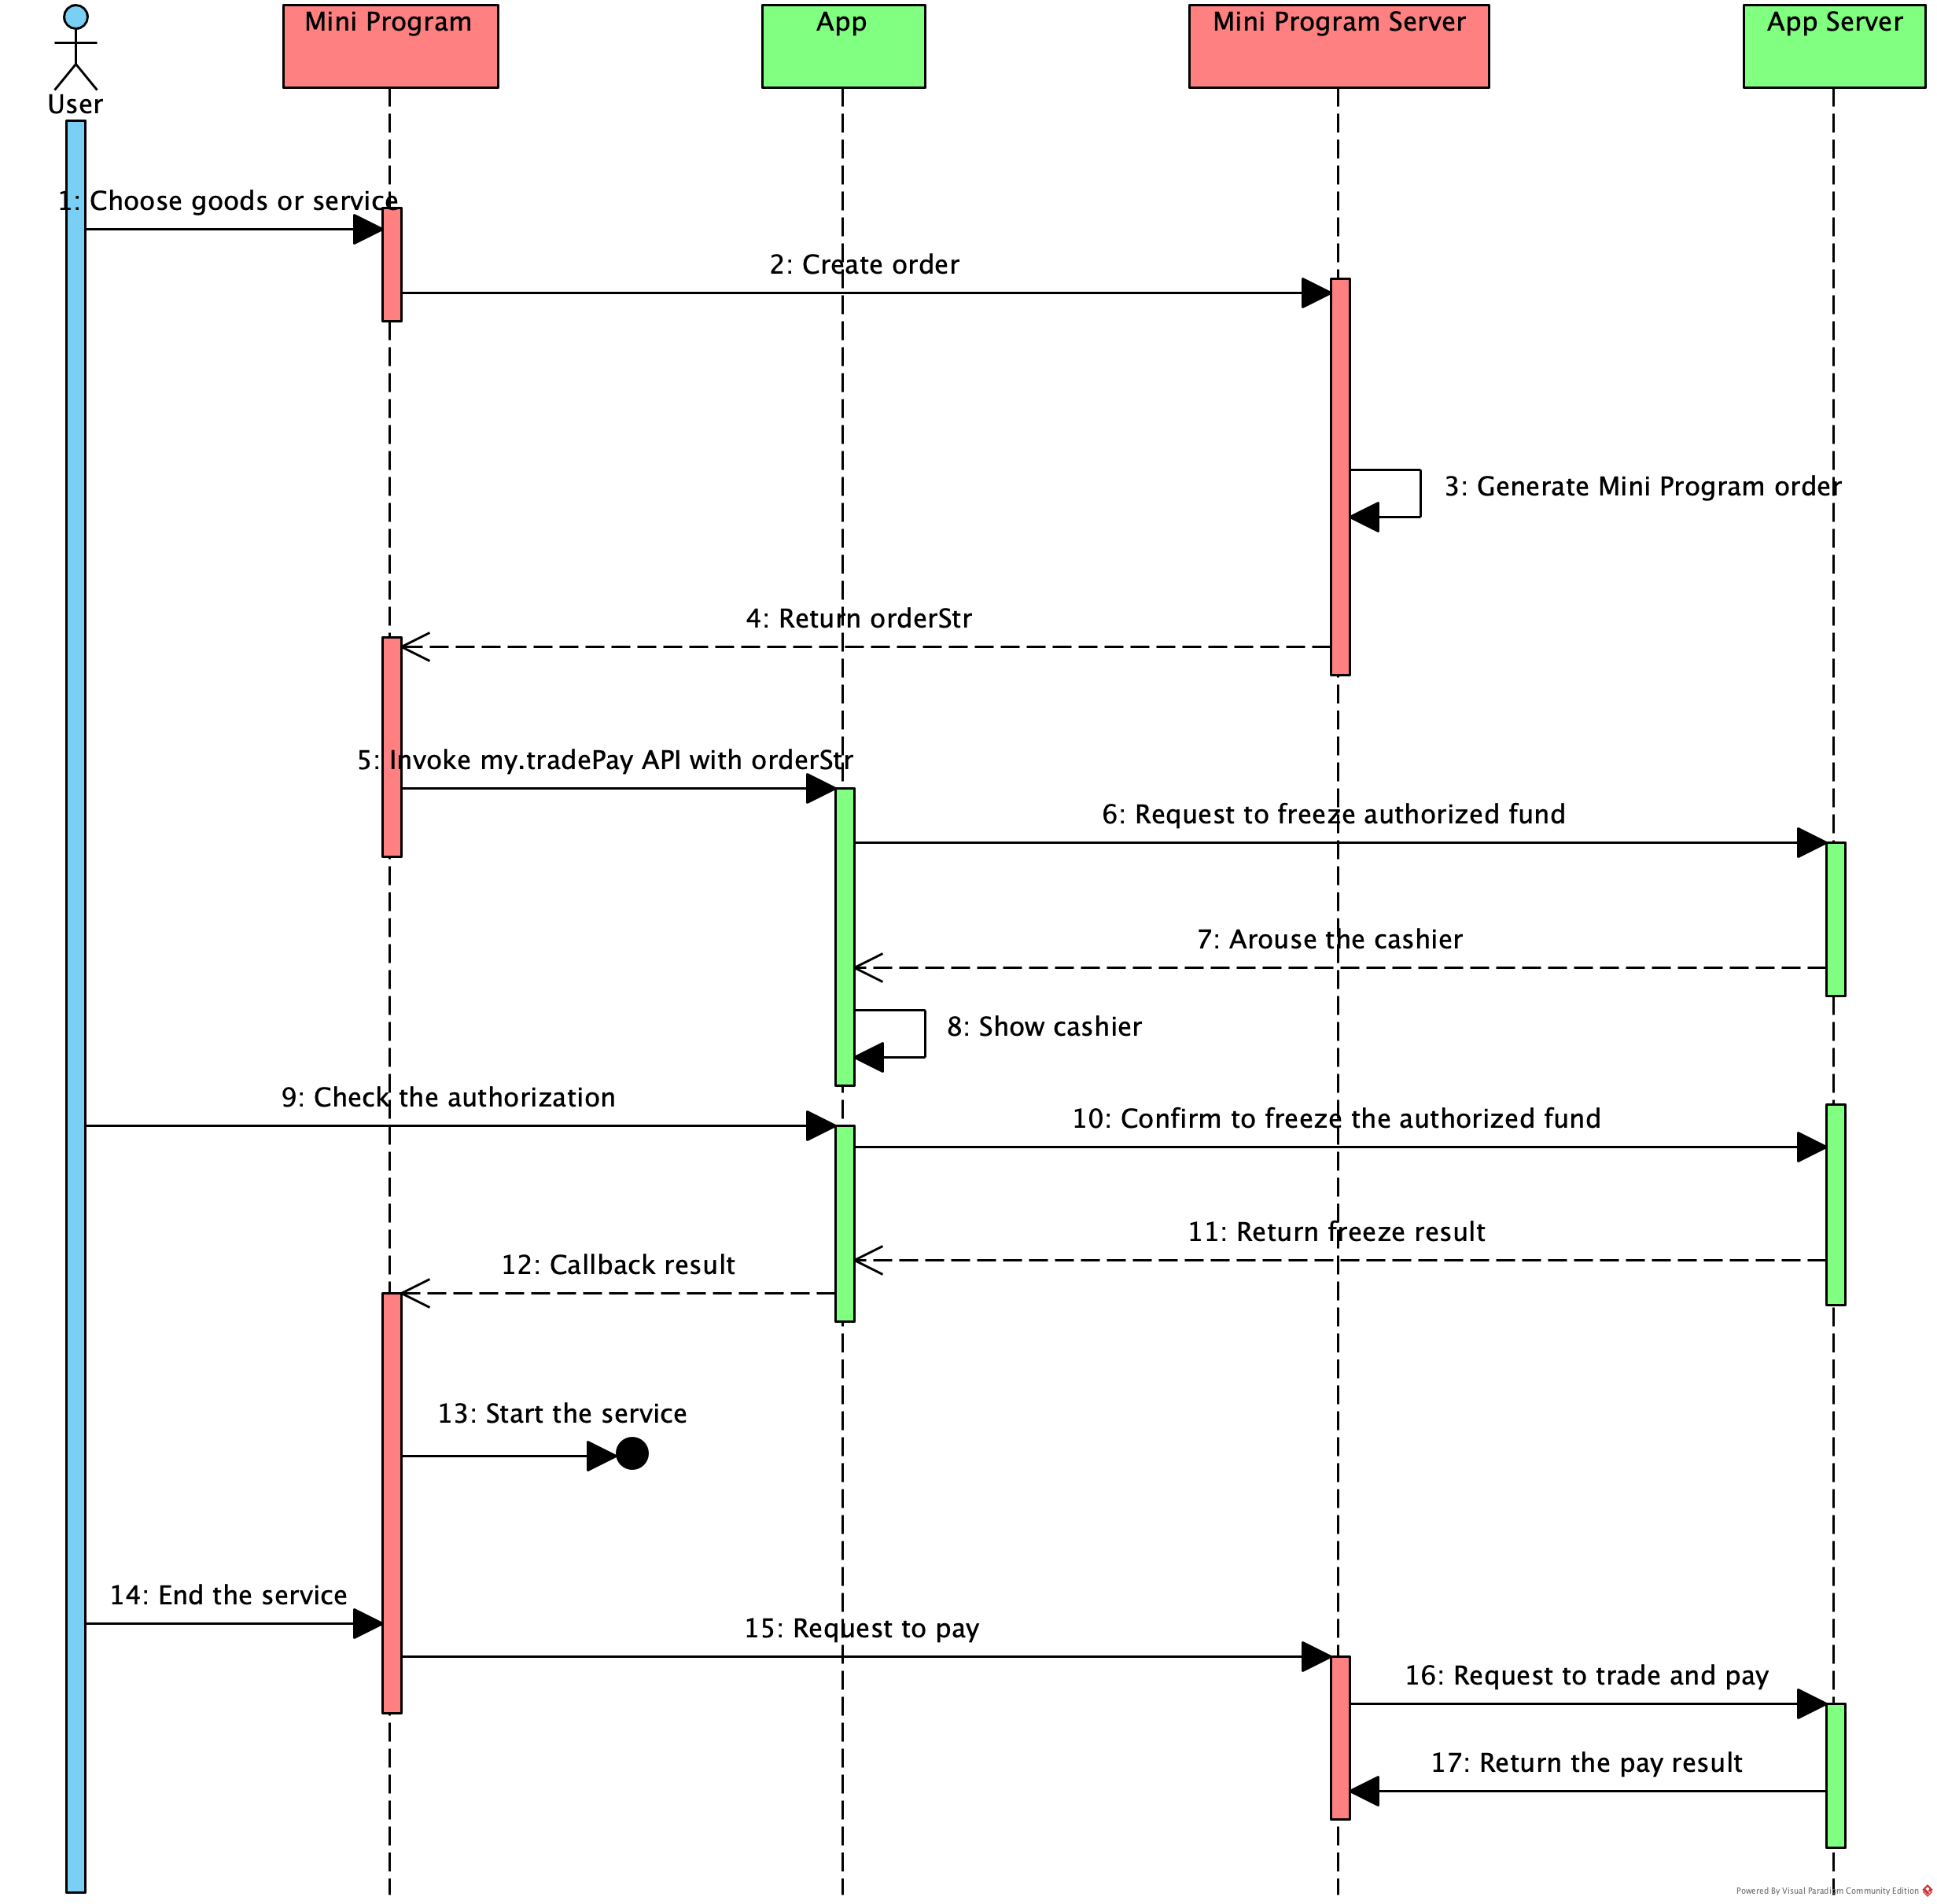 Mini Program
App
Mini Program Server
App Server
User
1: Choose goods or service
2: Create order
3: Generate Mini Program order
4: Return orderStr
5: Invoke my.tradePay API with orderStr
6: Request to freeze authorized fund
7: Arouse the cashier
8: Show cashier
9: Check the authorization
10: Confirm to freeze the authorized fund
11: Return freeze result
12: Callback result
13: Start the service
14: End the service
15: Request to pay
16: Request to trade and pay
17: Return the pay result
Powered By Visual Paradigm Community Edition